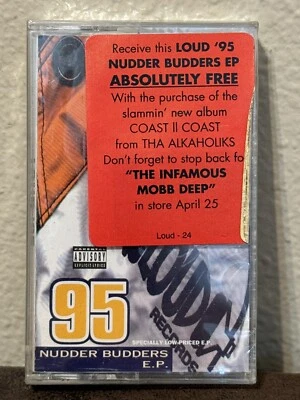 Receive this LOUD '95
NUDDER BUDDERS EP
ABSOLUTELY FREE
With the purchase of the
slammin' new album
COAST ll COAST
from THA ALKAHOLIKS
Don't forget to stop back fo
"THE INFAMOUS
MOBB DEEP"
in store April 25
Loud - 24
PARENTAL
ADVISORY
EXPLICIT LYRICS
LOUD
RECORDS
95
SPECIALLY LOW-PRICED E.P.
NUDDER BUDDERS
E.P.